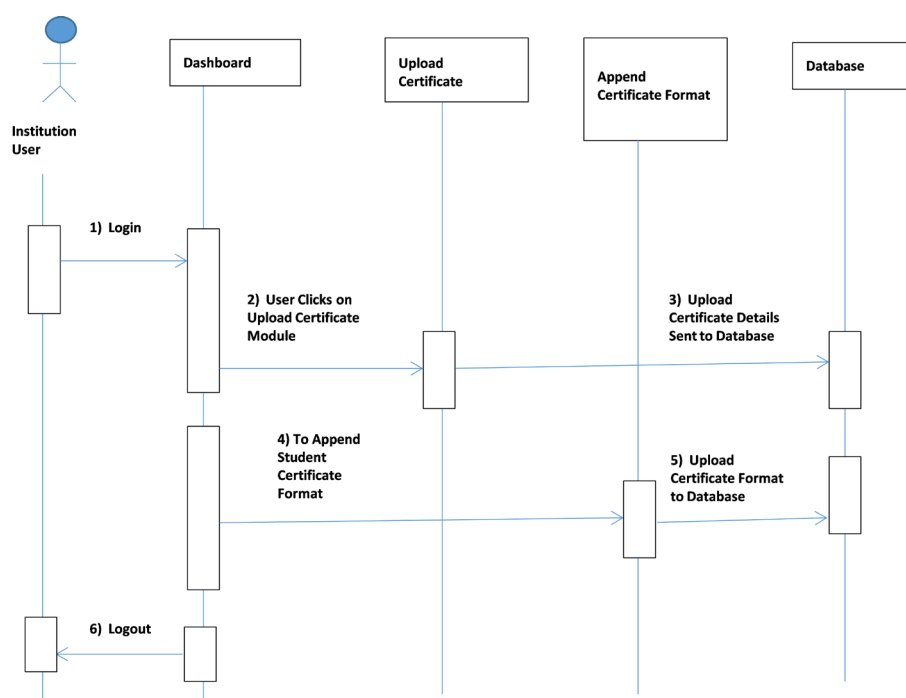 Institution
User
Dashboard
Upload
Certificate
Append
Certificate Format
Database
1) Login
2) User Clicks on
Upload Certificate
Module
3) Upload
Certificate Details
Sent to Database
4) To Append
Student
Certificate
Format
5) Upload
Certificate Format
to Database
6) Logout